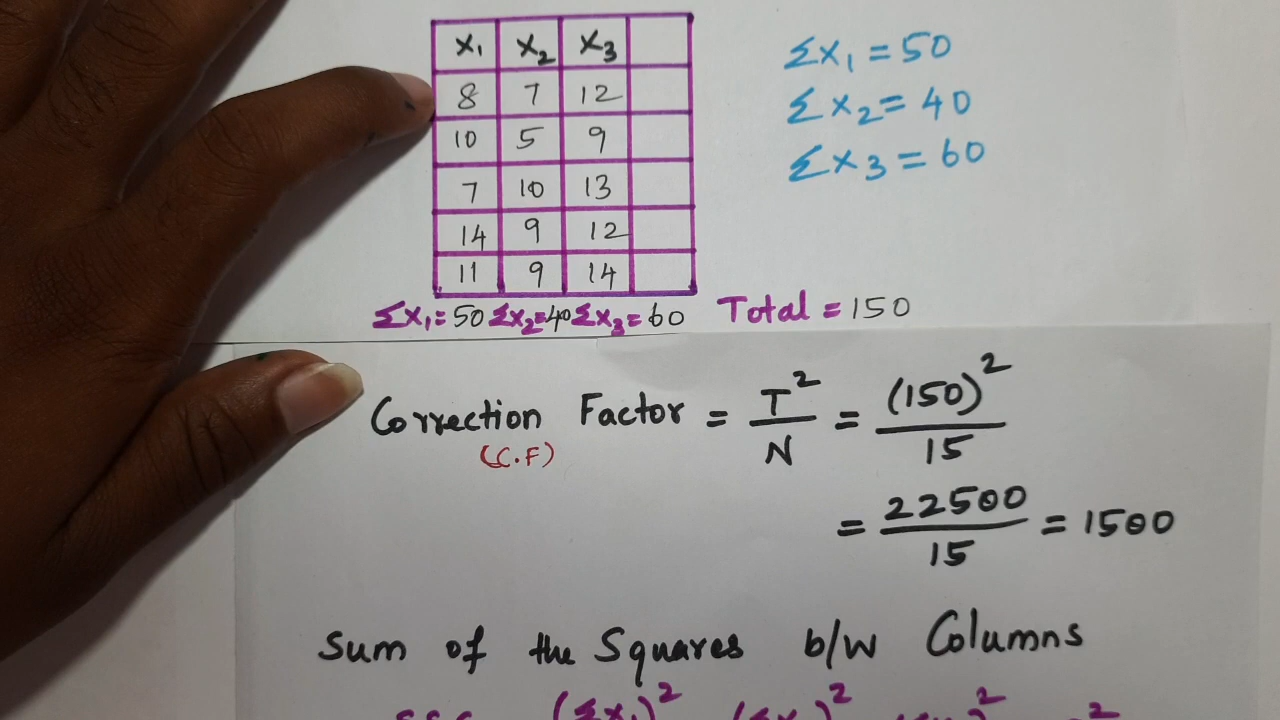 X₁ X₂ X₃
8 7 12
10 5 9
7 10 13
14 9 12
11 9 14
Σx₁ = 50 Σx₂ = 40 Σx₃ = 60 Total = 150
Σx₁ = 50
Σx₂ = 40
Σx₃ = 60
Correction Factor = T²/N = (150)²/15
(C.F)
= 22500/15 = 1500
Sum of the Squares b/w Columns
(Σx₁)²